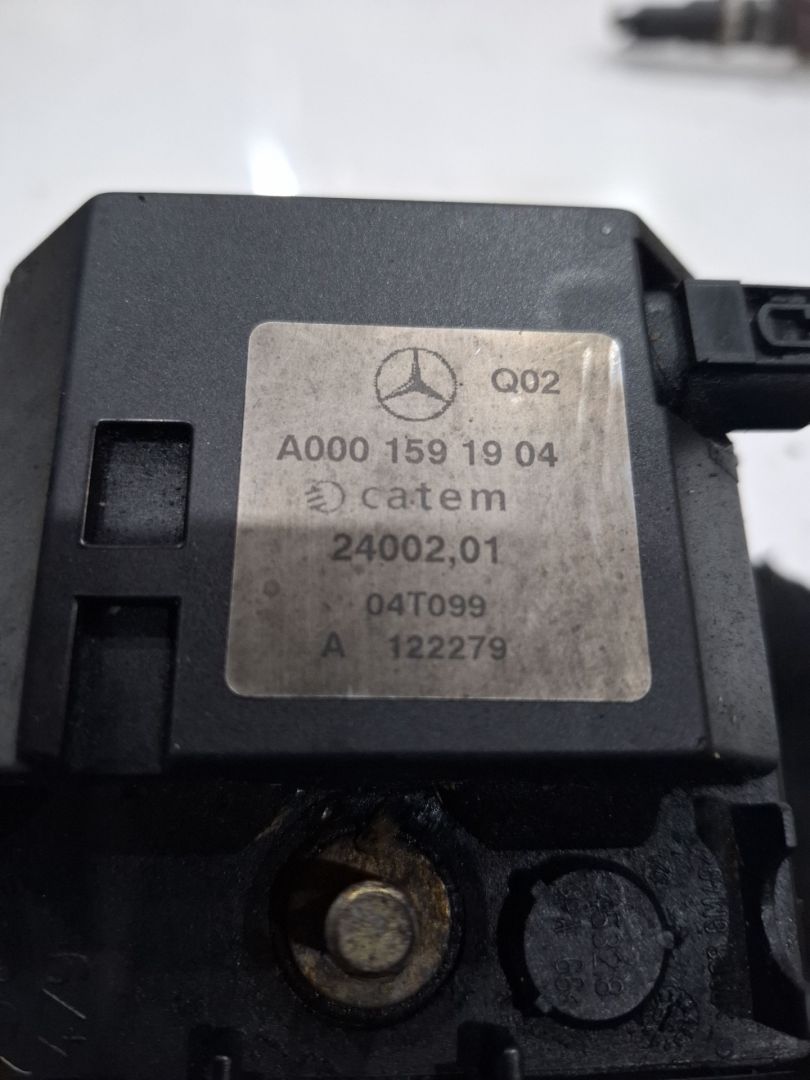 Q02
A000 159 19 04
catem
24002,01
04T099
A 122279